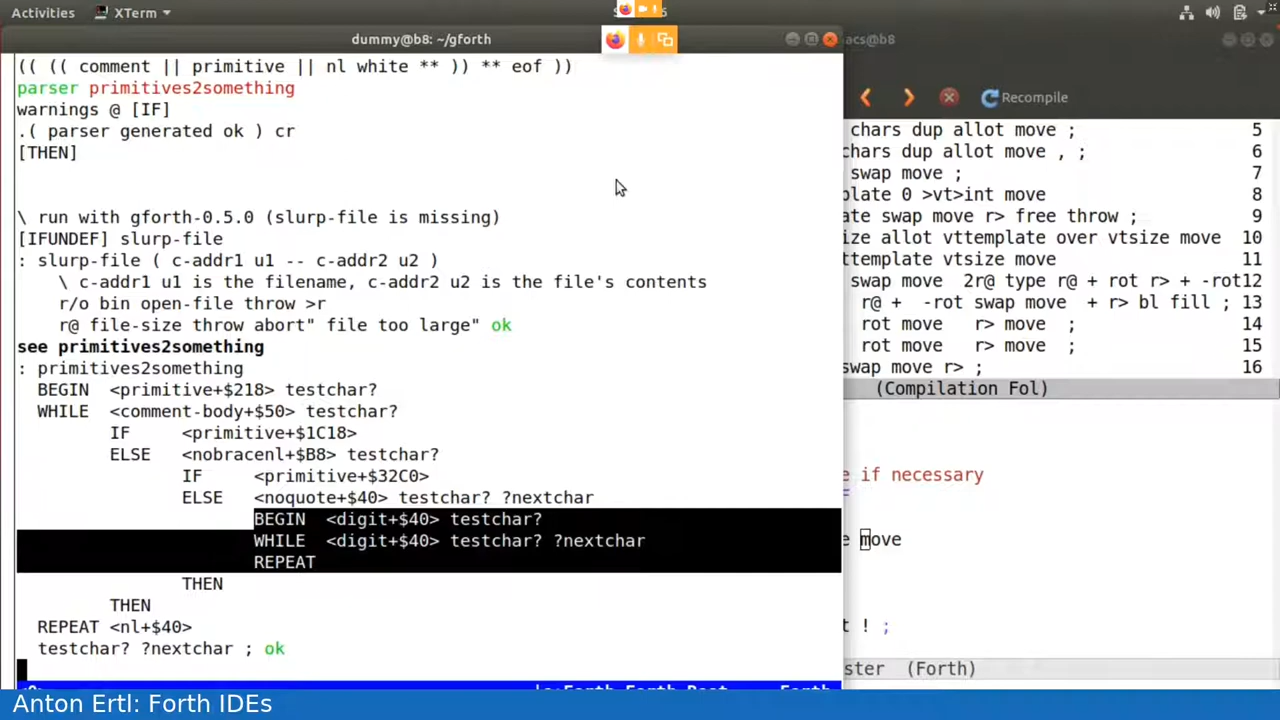 Activities XTerm
dummy@b8: ~/gforth
acs@b8
(( (( comment || primitive || nl white ** )) ** eof ))
parser primitives2something
warnings @ [IF]
.( parser generated ok ) cr
[THEN]
\ run with gforth-0.5.0 (slurp-file is missing)
[IFUNDEF] slurp-file
: slurp-file ( c-addr1 u1 -- c-addr2 u2 )
\ c-addr1 u1 is the filename, c-addr2 u2 is the file's contents
r/o bin open-file throw >r
r@ file-size throw abort" file too large" ok
see primitives2something
: primitives2something
BEGIN <primitive+$218> testchar?
WHILE <comment-body+$50> testchar?
IF <primitive+$1C18>
ELSE <nobracenl+$B8> testchar?
IF <primitive+$32C0>
ELSE <noquote+$40> testchar? ?nextchar
BEGIN <digit+$40> testchar?
WHILE <digit+$40> testchar? ?nextchar
REPEAT
THEN
THEN
REPEAT <nl+$40>
testchar? ?nextchar ; ok
Recompile
chars dup allot move ; 5
chars dup allot move , ; 6
swap move ; 7
plate 0 >vt>int move 8
ate swap move r> free throw ; 9
ize allot vttemplate over vtsize move 10
ttemplate vtsize move 11
swap move 2r@ type r@ + rot r> + -rot12
r@ + -rot swap move + r> bl fill ; 13
rot move r> move ; 14
rot move r> move ; 15
swap move r> ; 16
(Compilation Fol)
e if necessary
e move
t ! ;
ster (Forth)
Anton Ertl: Forth IDEs